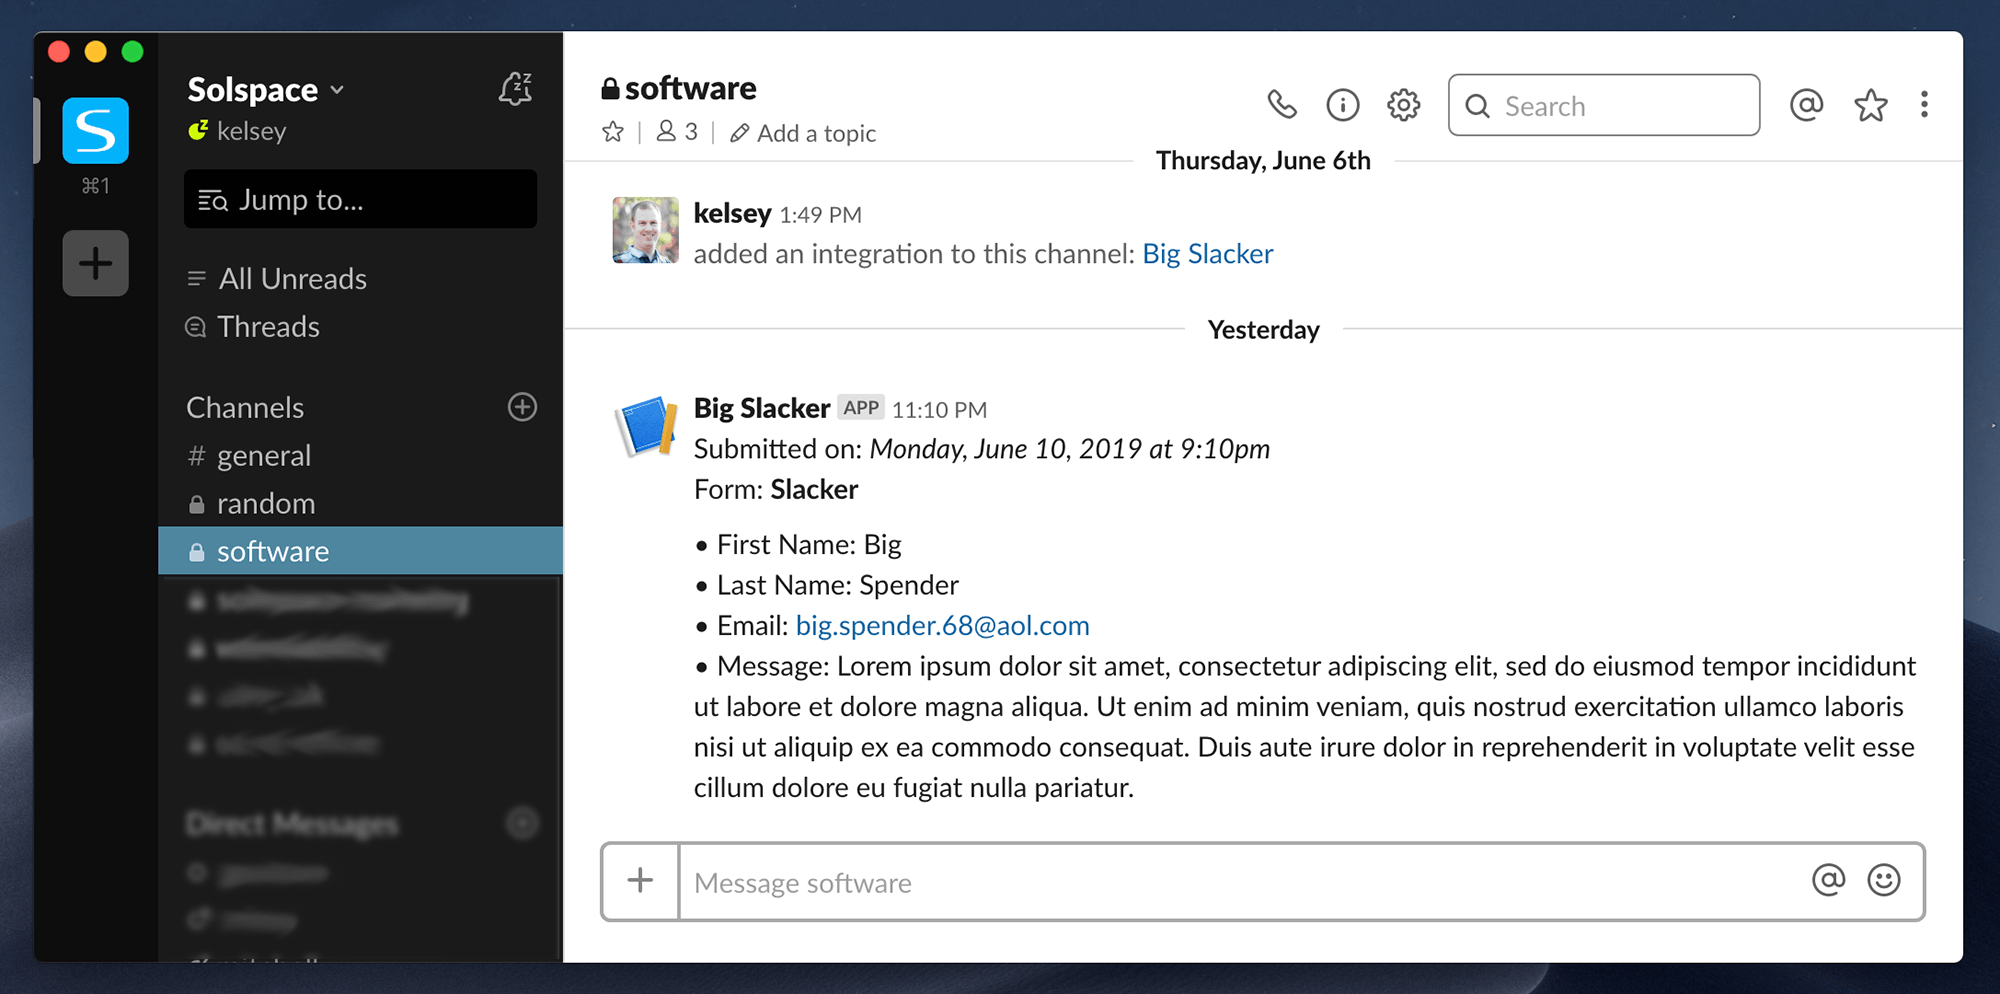 Solspace
kelsey
⌘1
Jump to...
All Unreads
Threads
Channels
# general
random
software
Direct Messages
software
3
Add a topic
Search
Thursday, June 6th
kelsey 1:49 PM
added an integration to this channel: Big Slacker
Yesterday
Big Slacker APP 11:10 PM
Submitted on: Monday, June 10, 2019 at 9:10pm
Form: Slacker
• First Name: Big
• Last Name: Spender
• Email: big.spender.68@aol.com
• Message: Lorem ipsum dolor sit amet, consectetur adipiscing elit, sed do eiusmod tempor incididunt
ut labore et dolore magna aliqua. Ut enim ad minim veniam, quis nostrud exercitation ullamco laboris
nisi ut aliquip ex ea commodo consequat. Duis aute irure dolor in reprehenderit in voluptate velit esse
cillum dolore eu fugiat nulla pariatur.
Message software